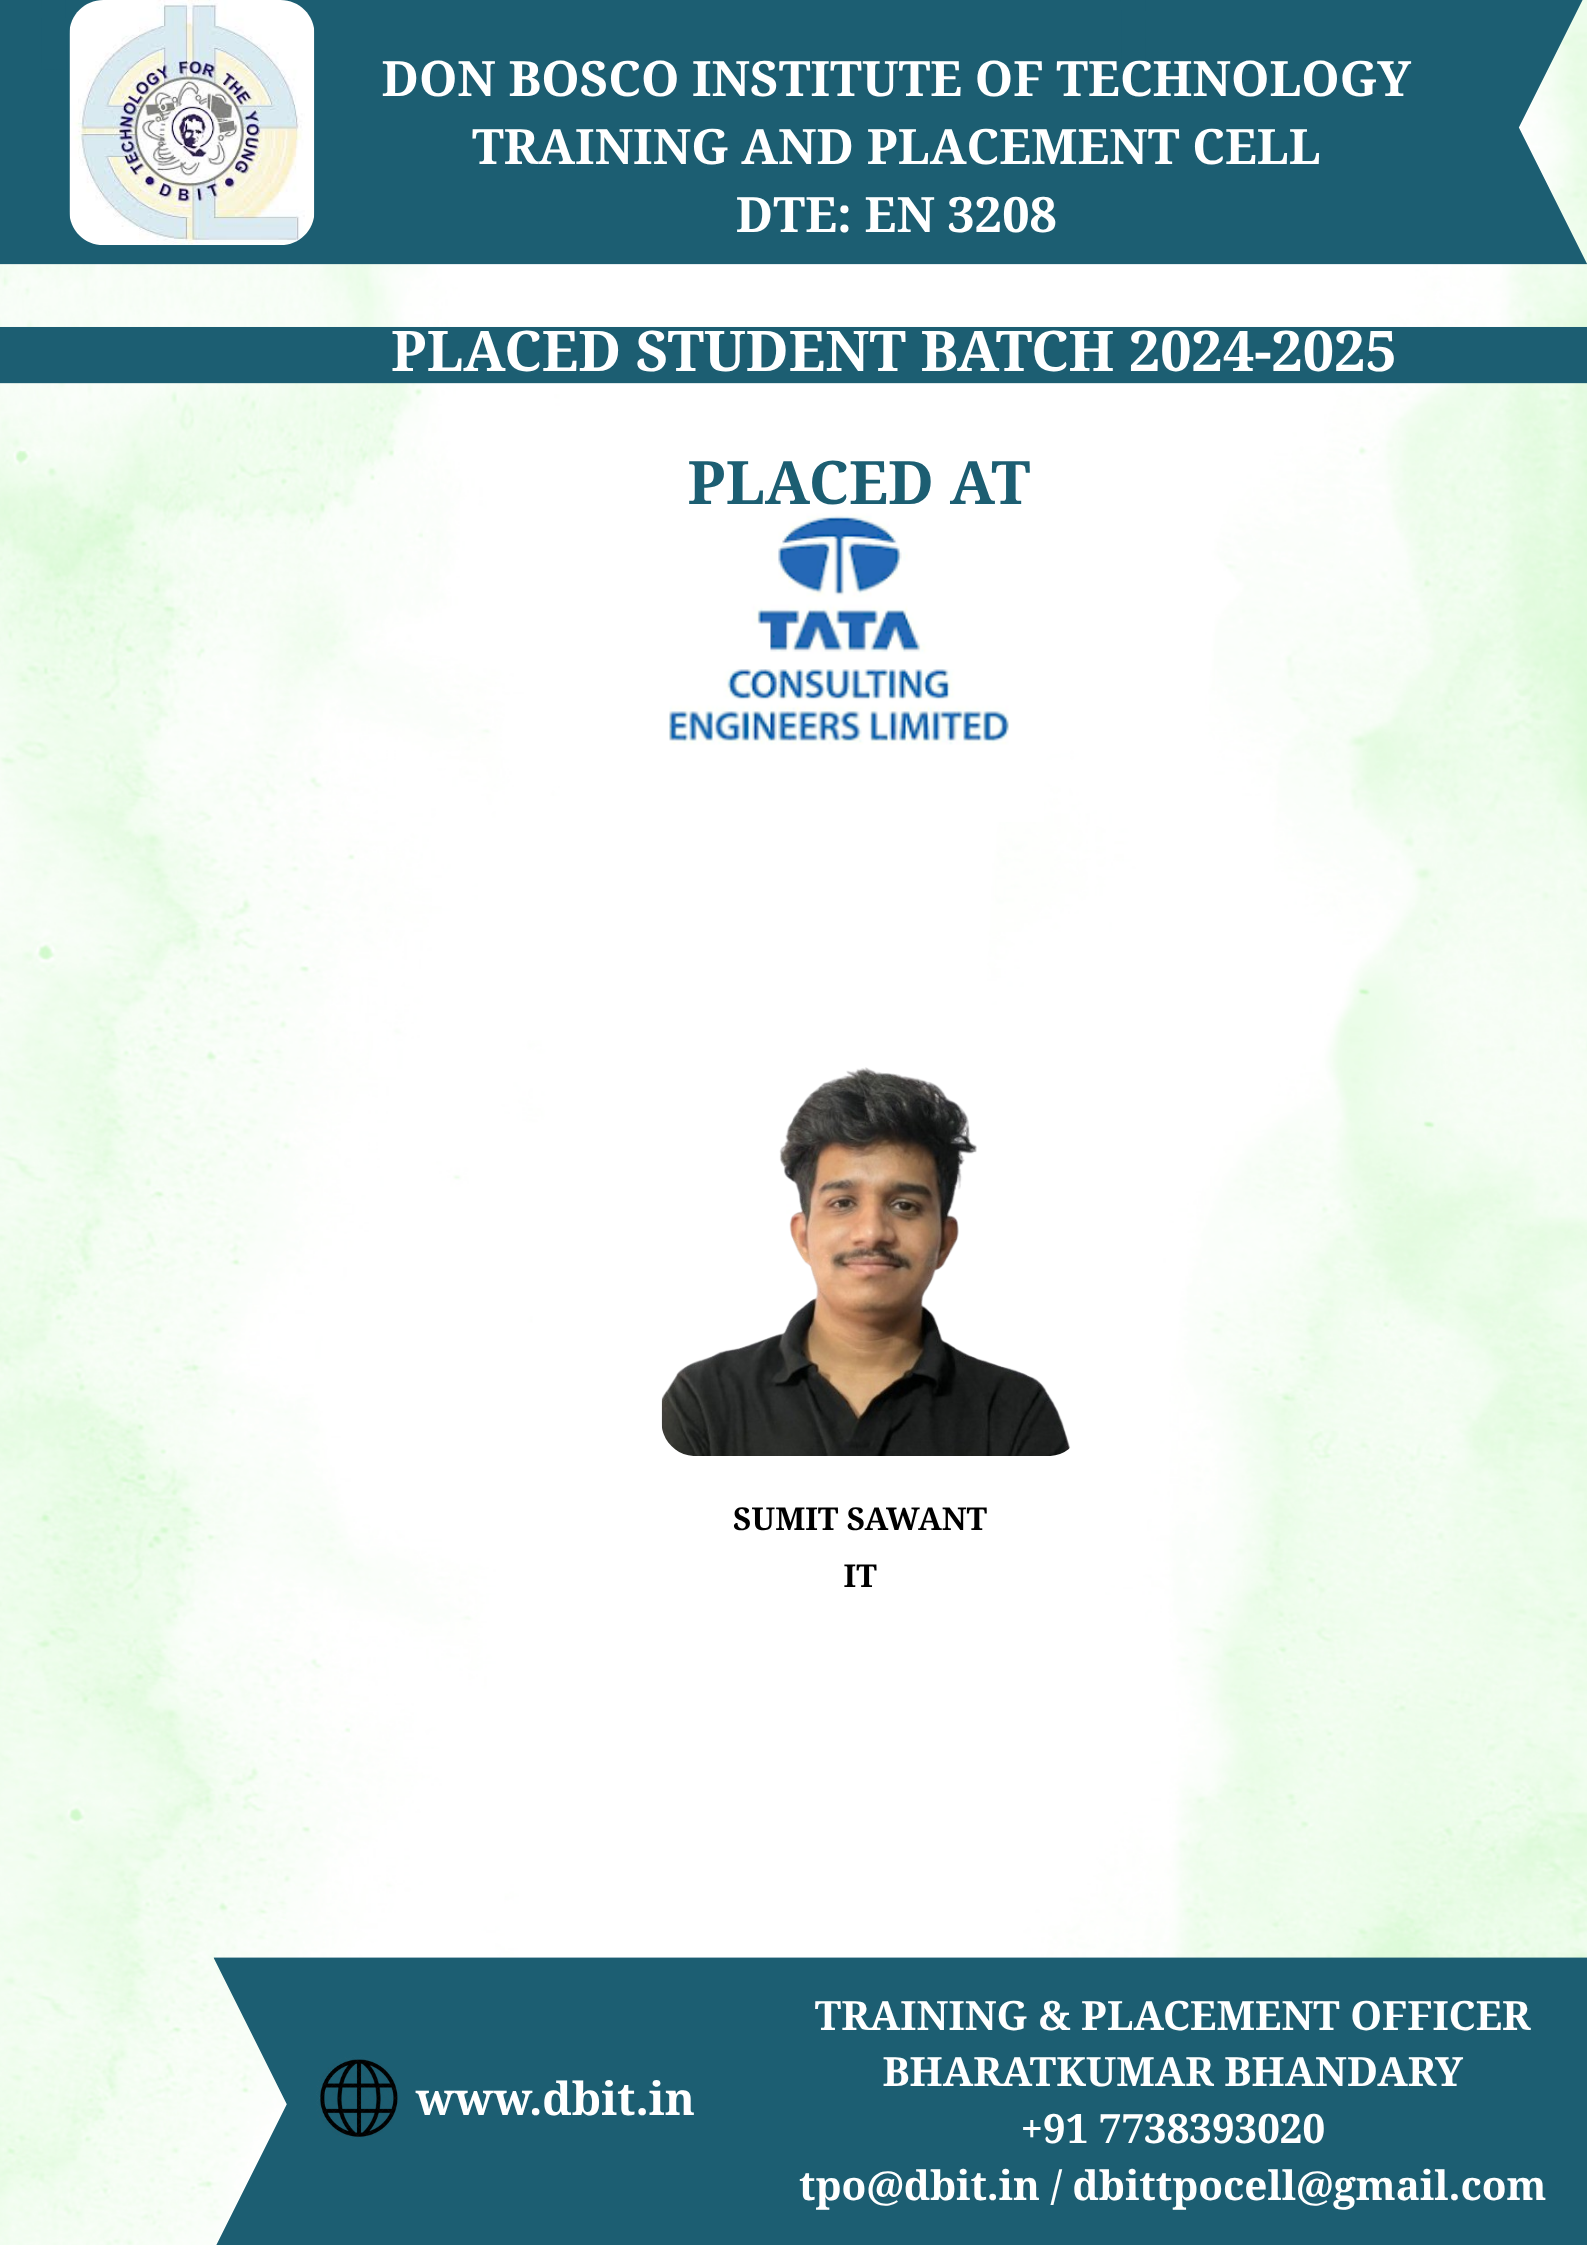 TECHNOLOGY FOR THE YOUNG
• DBIT •
DON BOSCO INSTITUTE OF TECHNOLOGY
TRAINING AND PLACEMENT CELL
DTE: EN 3208
PLACED STUDENT BATCH 2024-2025
PLACED AT
TATA
CONSULTING
ENGINEERS LIMITED
SUMIT SAWANT
IT
www.dbit.in
TRAINING & PLACEMENT OFFICER
BHARATKUMAR BHANDARY
+91 7738393020
tpo@dbit.in / dbittpocell@gmail.com